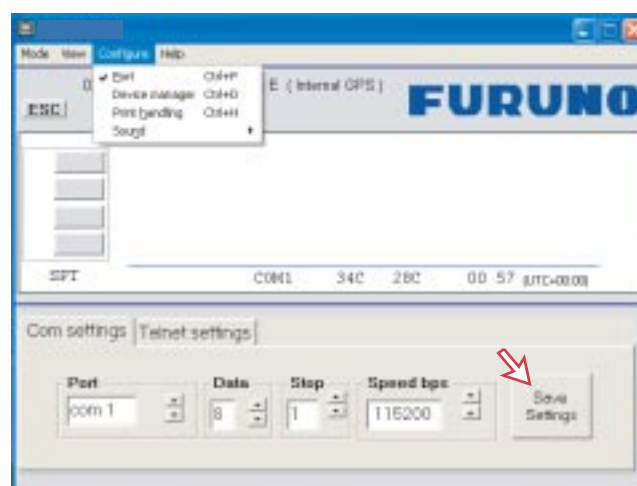 Mode View Configure Help
Port Ctrl+P
Device manager Ctrl+D
Print handling Ctrl+H
Sound
E (Internal GPS)
FURUNO
ESC
SPT COM1 34C 28C 00 57 (UTC+00:00)
Com settings Telnet settings
Port Data Stop Speed bps
com 1 8 1 115200
Save
Settings